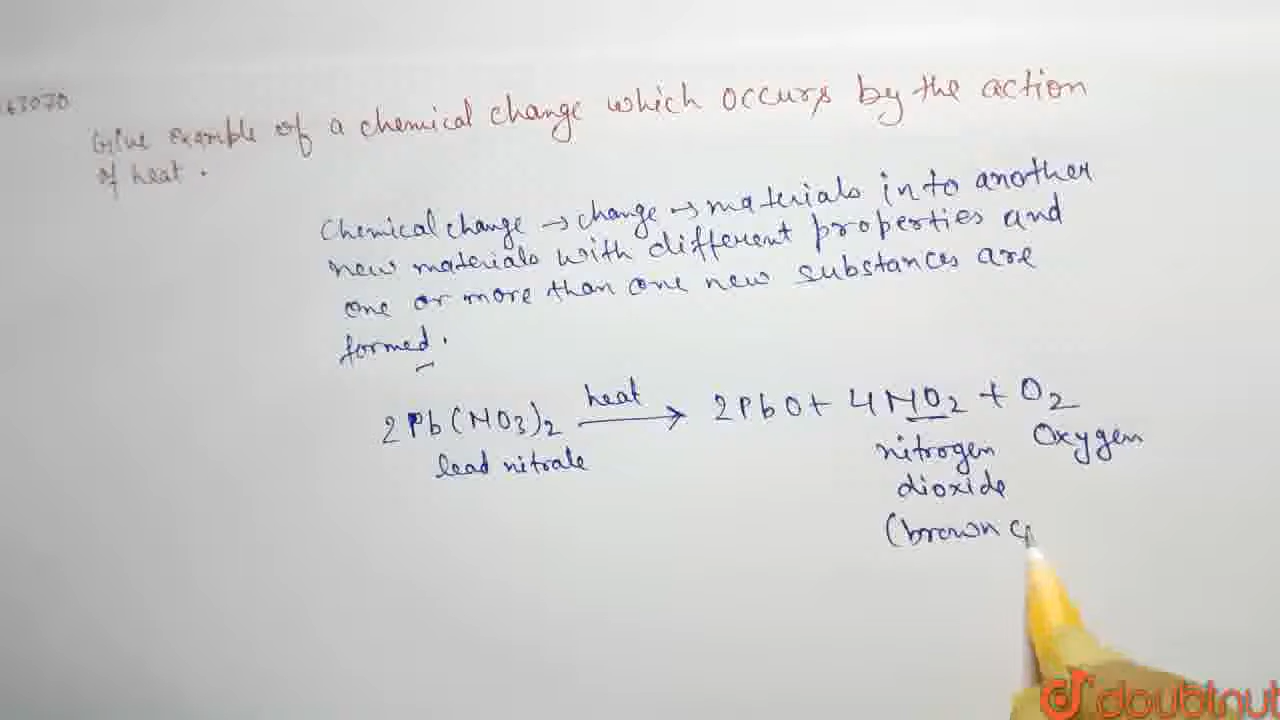 63070
Give example of a chemical change which occurs by the action
of heat.
Chemical change → change → materials in to another
new materials with different properties and
one or more than one new substances are
formed.
2Pb(NO3)2 heat → 2PbO + 4NO2 + O2
lead nitrate nitrogen Oxygen
dioxide
(brown g
doubtnut